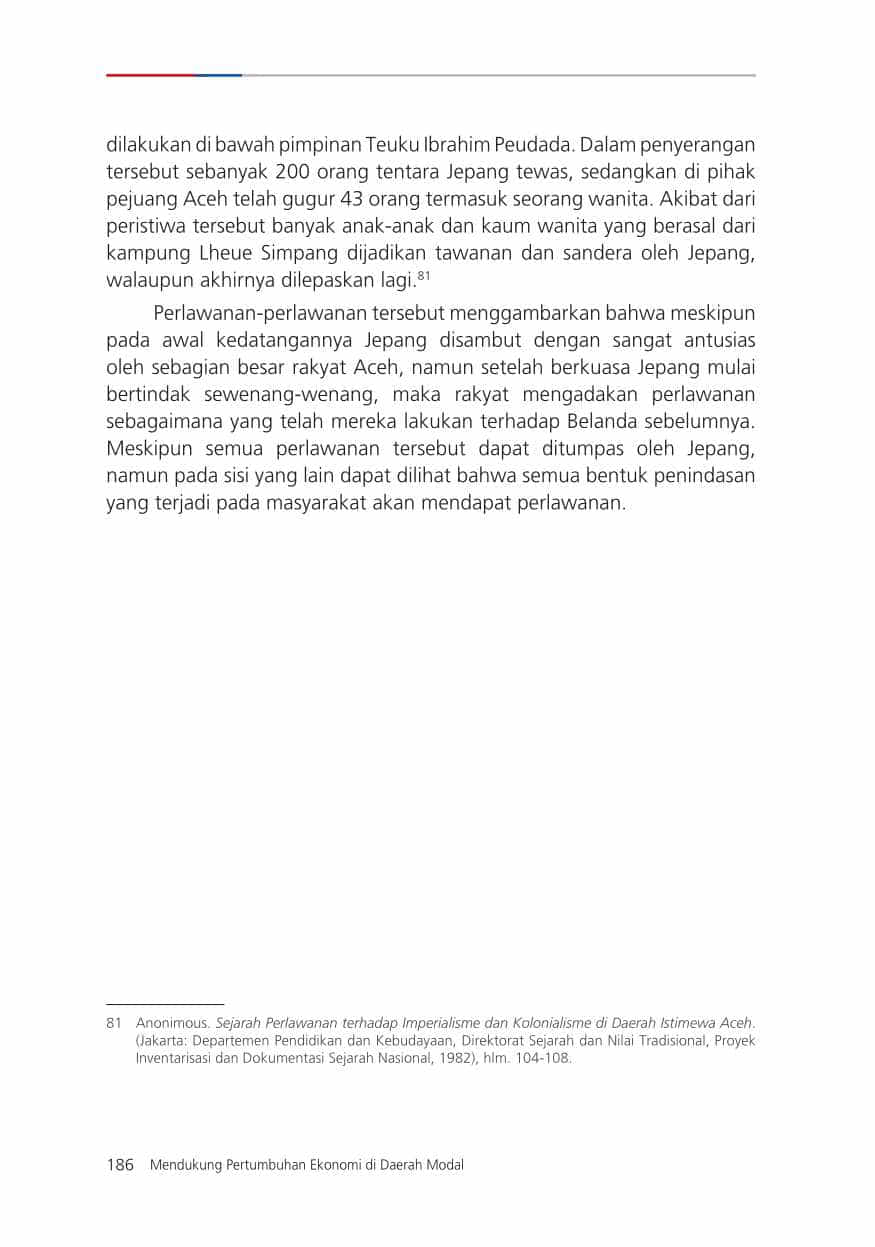 dilakukan di bawah pimpinan Teuku Ibrahim Peudada. Dalam penyerangan
tersebut sebanyak 200 orang tentara Jepang tewas, sedangkan di pihak
pejuang Aceh telah gugur 43 orang termasuk seorang wanita. Akibat dari
peristiwa tersebut banyak anak-anak dan kaum wanita yang berasal dari
kampung Lheue Simpang dijadikan tawanan dan sandera oleh Jepang,
walaupun akhirnya dilepaskan lagi.81
Perlawanan-perlawanan tersebut menggambarkan bahwa meskipun
pada awal kedatangannya Jepang disambut dengan sangat antusias
oleh sebagian besar rakyat Aceh, namun setelah berkuasa Jepang mulai
bertindak sewenang-wenang, maka rakyat mengadakan perlawanan
sebagaimana yang telah mereka lakukan terhadap Belanda sebelumnya.
Meskipun semua perlawanan tersebut dapat ditumpas oleh Jepang,
namun pada sisi yang lain dapat dilihat bahwa semua bentuk penindasan
yang terjadi pada masyarakat akan mendapat perlawanan.
81 Anonimous. Sejarah Perlawanan terhadap Imperialisme dan Kolonialisme di Daerah Istimewa Aceh.
(Jakarta: Departemen Pendidikan dan Kebudayaan, Direktorat Sejarah dan Nilai Tradisional, Proyek
Inventarisasi dan Dokumentasi Sejarah Nasional, 1982), hlm. 104-108.
186 Mendukung Pertumbuhan Ekonomi di Daerah Modal